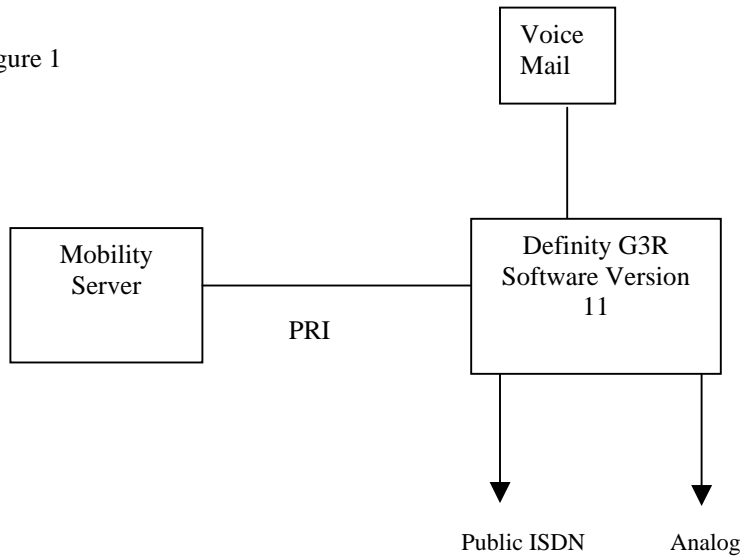 gure 1
Voice
Mail
Mobility
Server
Definity G3R
Software Version
11
PRI
Public ISDN
Analog